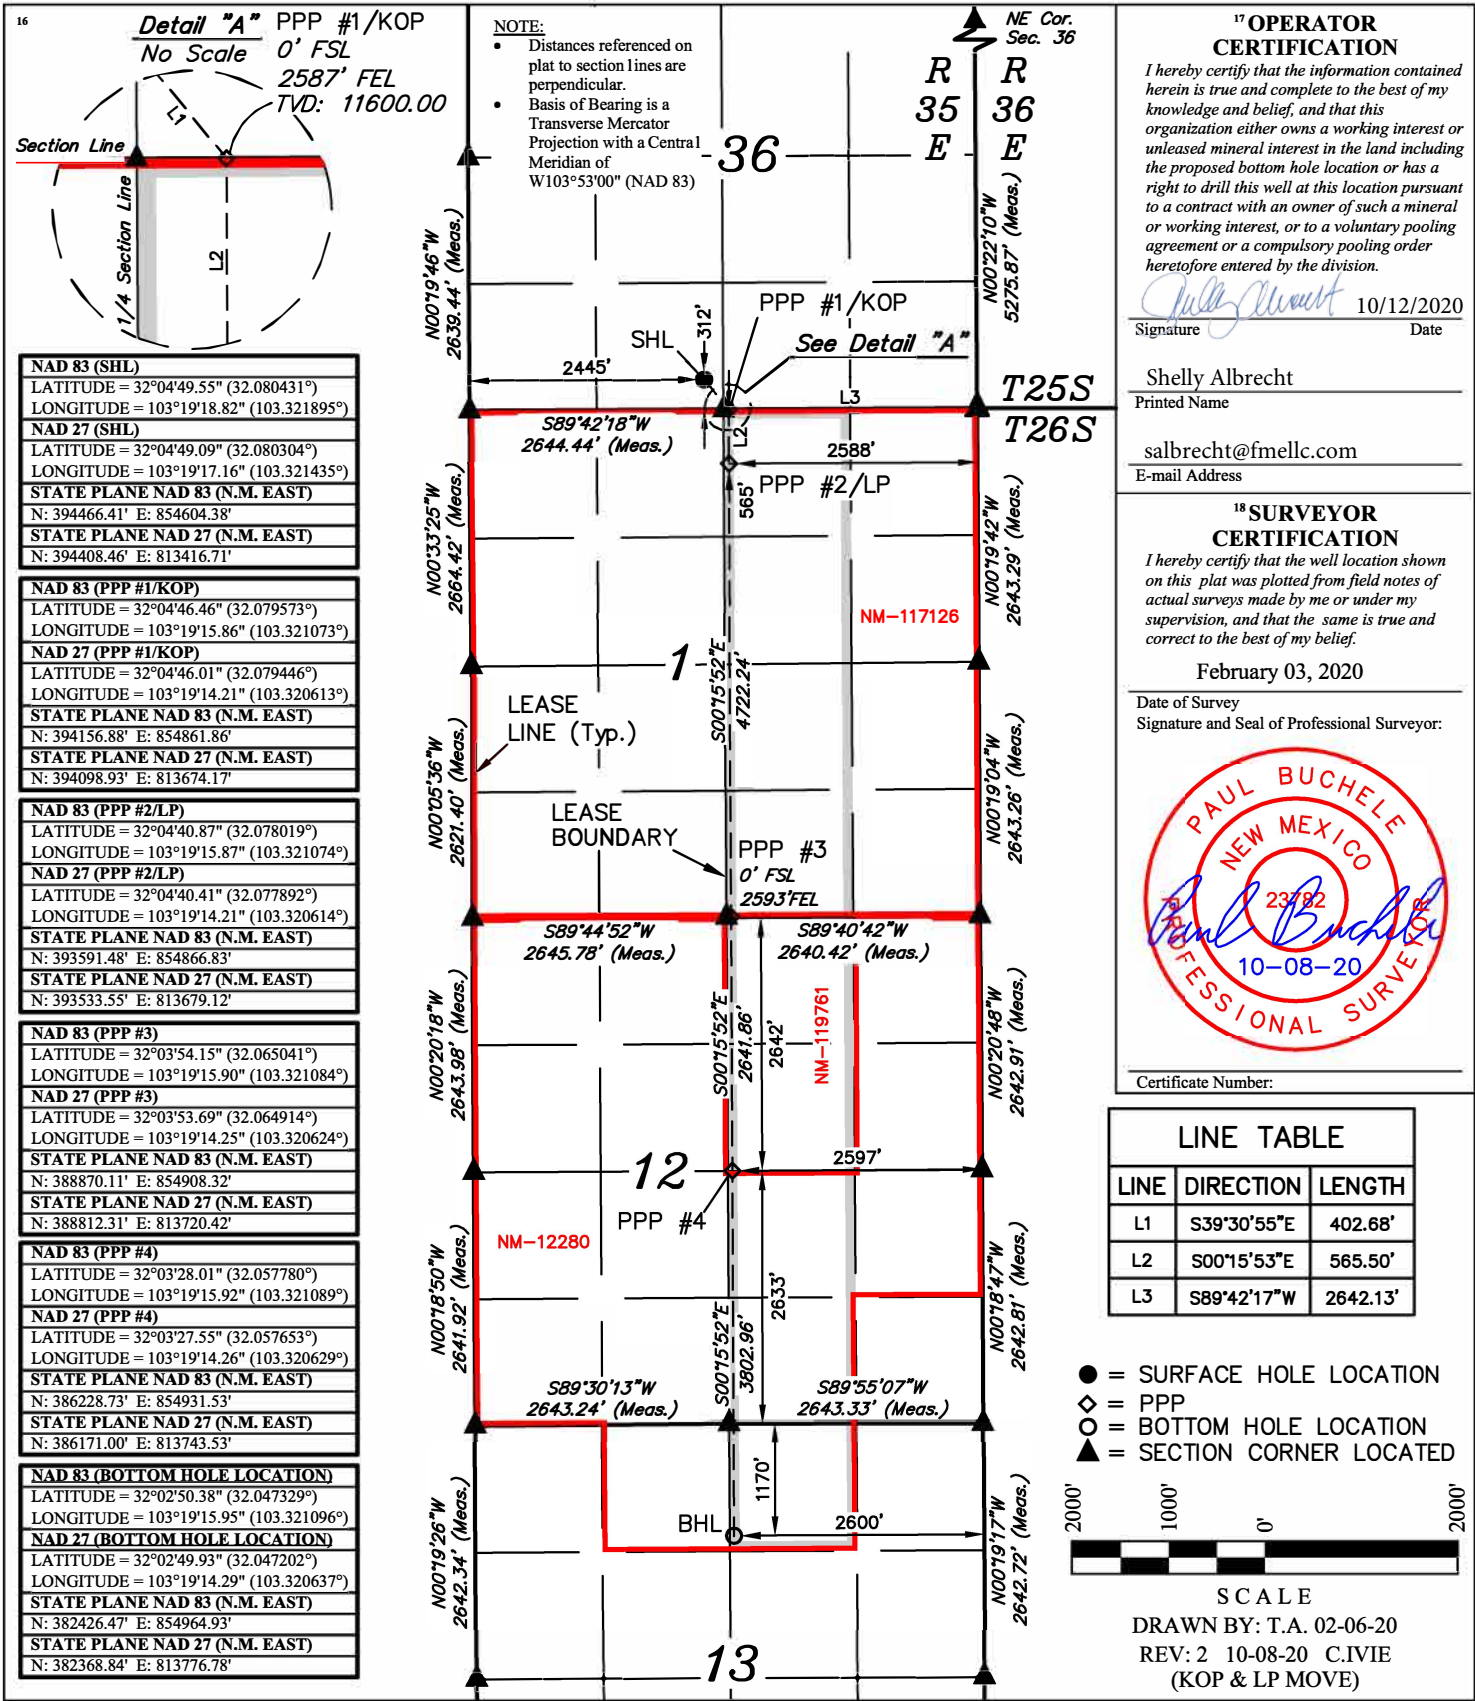 16
Detail "A"
No Scale
PPP #1/KOP
0' FSL
2587' FEL
TVD: 11600.00
L1
Section Line
1/4 Section Line
L2
NAD 83 (SHL)
LATITUDE = 32°04'49.55" (32.080431°)
LONGITUDE = 103°19'18.82" (103.321895°)
NAD 27 (SHL)
LATITUDE = 32°04'49.09" (32.080304°)
LONGITUDE = 103°19'17.16" (103.321435°)
STATE PLANE NAD 83 (N.M. EAST)
N: 394466.41' E: 854604.38'
STATE PLANE NAD 27 (N.M. EAST)
N: 394408.46' E: 813416.71'
NAD 83 (PPP #1/KOP)
LATITUDE = 32°04'46.46" (32.079573°)
LONGITUDE = 103°19'15.86" (103.321073°)
NAD 27 (PPP #1/KOP)
LATITUDE = 32°04'46.01" (32.079446°)
LONGITUDE = 103°19'14.21" (103.320613°)
STATE PLANE NAD 83 (N.M. EAST)
N: 394156.88' E: 854861.86'
STATE PLANE NAD 27 (N.M. EAST)
N: 394098.93' E: 813674.17'
NAD 83 (PPP #2/LP)
LATITUDE = 32°04'40.87" (32.078019°)
LONGITUDE = 103°19'15.87" (103.321074°)
NAD 27 (PPP #2/LP)
LATITUDE = 32°04'40.41" (32.077892°)
LONGITUDE = 103°19'14.21" (103.320614°)
STATE PLANE NAD 83 (N.M. EAST)
N: 393591.48' E: 854866.83'
STATE PLANE NAD 27 (N.M. EAST)
N: 393533.55' E: 813679.12'
NAD 83 (PPP #3)
LATITUDE = 32°03'54.15" (32.065041°)
LONGITUDE = 103°19'15.90" (103.321084°)
NAD 27 (PPP #3)
LATITUDE = 32°03'53.69" (32.064914°)
LONGITUDE = 103°19'14.25" (103.320624°)
STATE PLANE NAD 83 (N.M. EAST)
N: 388870.11' E: 854908.32'
STATE PLANE NAD 27 (N.M. EAST)
N: 388812.31' E: 813720.42'
NAD 83 (PPP #4)
LATITUDE = 32°03'28.01" (32.057780°)
LONGITUDE = 103°19'15.92" (103.321089°)
NAD 27 (PPP #4)
LATITUDE = 32°03'27.55" (32.057653°)
LONGITUDE = 103°19'14.26" (103.320629°)
STATE PLANE NAD 83 (N.M. EAST)
N: 386228.73' E: 854931.53'
STATE PLANE NAD 27 (N.M. EAST)
N: 386171.00' E: 813743.53'
NAD 83 (BOTTOM HOLE LOCATION)
LATITUDE = 32°02'50.38" (32.047329°)
LONGITUDE = 103°19'15.95" (103.321096°)
NAD 27 (BOTTOM HOLE LOCATION)
LATITUDE = 32°02'49.93" (32.047202°)
LONGITUDE = 103°19'14.29" (103.320637°)
STATE PLANE NAD 83 (N.M. EAST)
N: 382426.47' E: 854964.93'
STATE PLANE NAD 27 (N.M. EAST)
N: 382368.84' E: 813776.78'
NOTE:
• Distances referenced on
plat to section lines are
perpendicular.
• Basis of Bearing is a
Transverse Mercator
Projection with a Central
Meridian of
W103°53'00" (NAD 83)
NE Cor.
Sec. 36
R R
35 36
E E
36
N00°19'46"W
2639.44' (Meas.)
N00°22'10"W
5275.87' (Meas.)
PPP #1/KOP
312'
SHL
See Detail "A"
2445'
L3
T25S
T26S
S89°42'18"W
2644.44' (Meas.)
L2
2588'
PPP #2/LP
565'
N00°33'25"W
2664.42' (Meas.)
N00°19'42"W
2643.29' (Meas.)
NM-117126
1
S00°15'52"E
4722.24'
LEASE
LINE (Typ.)
N00°05'36"W
2621.40' (Meas.)
N00°19'04"W
2643.26' (Meas.)
LEASE
BOUNDARY
PPP #3
0' FSL
2593'FEL
S89°44'52"W
2645.78' (Meas.)
S89°40'42"W
2640.42' (Meas.)
N00°20'18"W
2643.98' (Meas.)
S00°15'52"E
2641.86'
2642'
NM-119761
N00°20'48"W
2642.91' (Meas.)
12
2597'
PPP #4
NM-12280
N00°18'50"W
2641.92' (Meas.)
S00°15'52"E
3802.96'
2633'
N00°18'47"W
2642.81' (Meas.)
S89°30'13"W
2643.24' (Meas.)
S89°55'07"W
2643.33' (Meas.)
1170'
BHL
2600'
N00°19'26"W
2642.34' (Meas.)
N00°19'17"W
2642.72' (Meas.)
13
17 OPERATOR
CERTIFICATION
I hereby certify that the information contained
herein is true and complete to the best of my
knowledge and belief, and that this
organization either owns a working interest or
unleased mineral interest in the land including
the proposed bottom hole location or has a
right to drill this well at this location pursuant
to a contract with an owner of such a mineral
or working interest, or to a voluntary pooling
agreement or a compulsory pooling order
heretofore entered by the division.
10/12/2020
Signature Date
Shelly Albrecht
Printed Name
salbrecht@fmellc.com
E-mail Address
18 SURVEYOR
CERTIFICATION
I hereby certify that the well location shown
on this plat was plotted from field notes of
actual surveys made by me or under my
supervision, and that the same is true and
correct to the best of my belief.
February 03, 2020
Date of Survey
Signature and Seal of Professional Surveyor:
PAUL BUCHELE
NEW MEXICO
23782
Paul Buchele
10-08-20
PROFESSIONAL SURVEYOR
Certificate Number:
LINE TABLE
LINE DIRECTION LENGTH
L1 S39°30'55"E 402.68'
L2 S00°15'53"E 565.50'
L3 S89°42'17"W 2642.13'
= SURFACE HOLE LOCATION
= PPP
= BOTTOM HOLE LOCATION
= SECTION CORNER LOCATED
2000' 1000' 0' 2000'
SCALE
DRAWN BY: T.A. 02-06-20
REV: 2 10-08-20 C.IVIE
(KOP & LP MOVE)